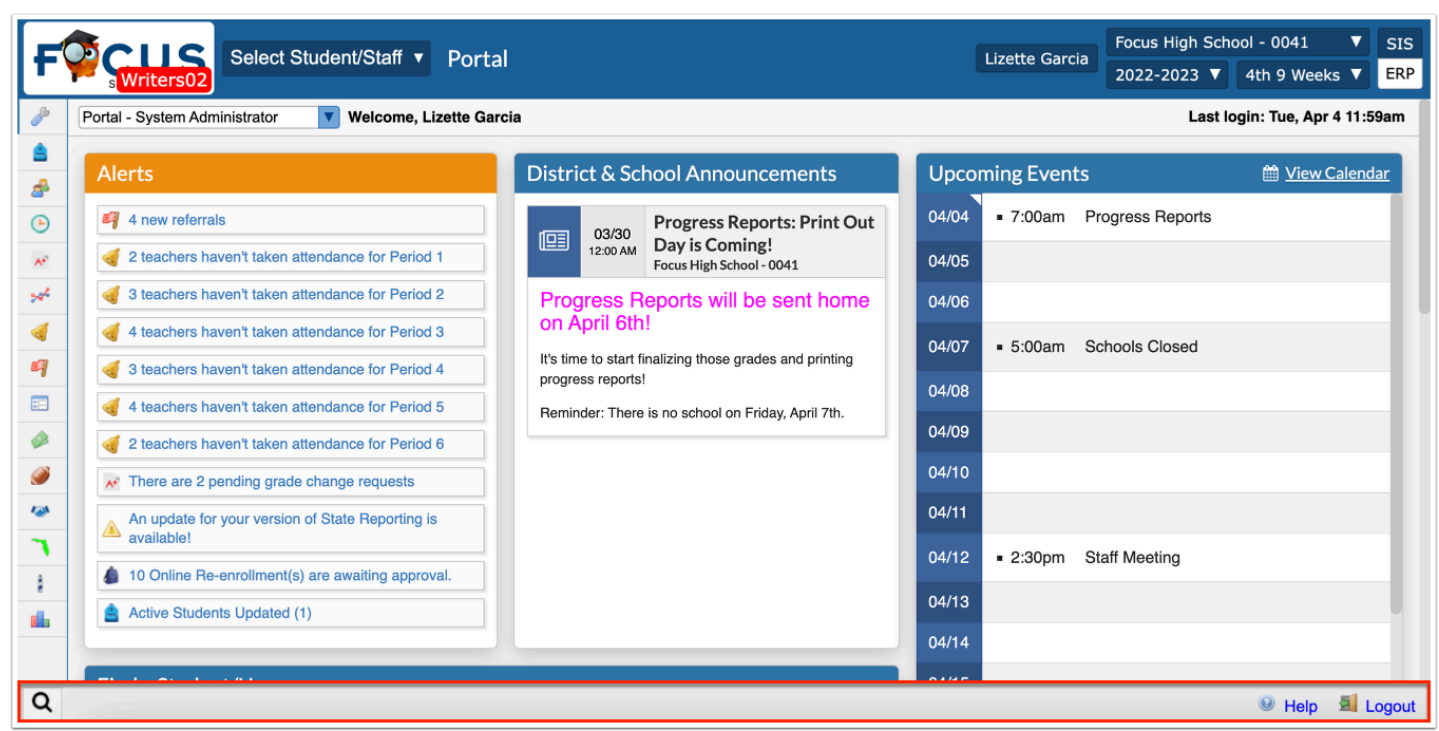 FOCUS
Writers02
Select Student/Staff ▼
Portal
Lizette Garcia
Focus High School - 0041 ▼
SIS
2022-2023 ▼
4th 9 Weeks ▼
ERP
Portal - System Administrator ▼
Welcome, Lizette Garcia
Last login: Tue, Apr 4 11:59am
Alerts
4 new referrals
2 teachers haven't taken attendance for Period 1
3 teachers haven't taken attendance for Period 2
4 teachers haven't taken attendance for Period 3
3 teachers haven't taken attendance for Period 4
4 teachers haven't taken attendance for Period 5
2 teachers haven't taken attendance for Period 6
There are 2 pending grade change requests
An update for your version of State Reporting is
available!
10 Online Re-enrollment(s) are awaiting approval.
Active Students Updated (1)
District & School Announcements
03/30
12:00 AM
Progress Reports: Print Out
Day is Coming!
Focus High School - 0041
Progress Reports will be sent home
on April 6th!
It's time to start finalizing those grades and printing
progress reports!
Reminder: There is no school on Friday, April 7th.
Upcoming Events
View Calendar
04/04 ▪ 7:00am Progress Reports
04/05
04/06
04/07 ▪ 5:00am Schools Closed
04/08
04/09
04/10
04/11
04/12 ▪ 2:30pm Staff Meeting
04/13
04/14
Help
Logout